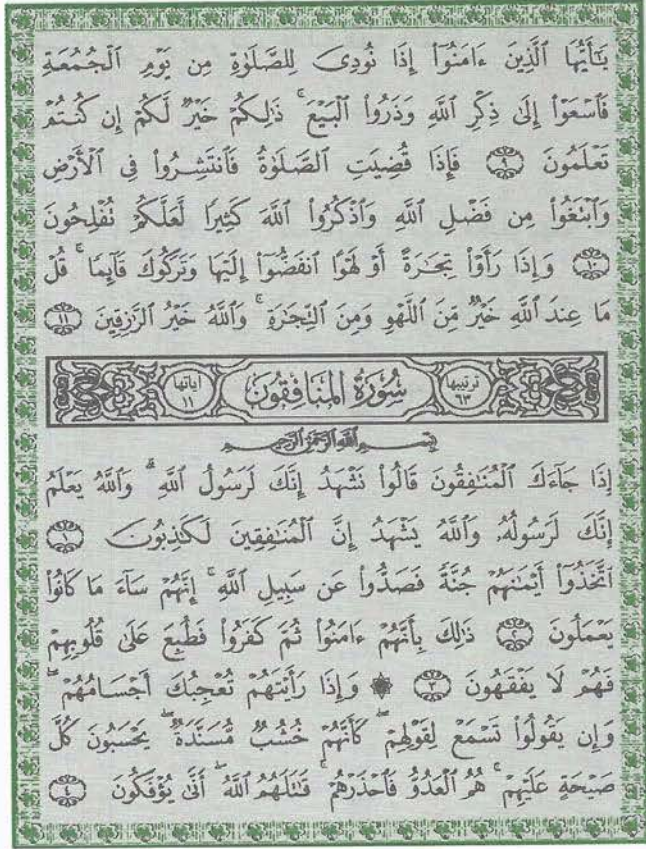 يَٰٓأَيُّهَا ٱلَّذِينَ ءَامَنُوٓا۟ إِذَا نُودِىَ لِلصَّلَوٰةِ مِن يَوْمِ ٱلْجُمُعَةِ
فَٱسْعَوْا۟ إِلَىٰ ذِكْرِ ٱللَّهِ وَذَرُوا۟ ٱلْبَيْعَ ۚ ذَٰلِكُمْ خَيْرٌ لَّكُمْ إِن كُنتُمْ
تَعْلَمُونَ ٩ فَإِذَا قُضِيَتِ ٱلصَّلَوٰةُ فَٱنتَشِرُوا۟ فِى ٱلْأَرْضِ
وَٱبْتَغُوا۟ مِن فَضْلِ ٱللَّهِ وَٱذْكُرُوا۟ ٱللَّهَ كَثِيرًا لَّعَلَّكُمْ تُفْلِحُونَ
١٠ وَإِذَا رَأَوْا۟ تِجَٰرَةً أَوْ لَهْوًا ٱنفَضُّوٓا۟ إِلَيْهَا وَتَرَكُوكَ قَآئِمًا ۚ قُلْ
مَا عِندَ ٱللَّهِ خَيْرٌ مِّنَ ٱللَّهْوِ وَمِنَ ٱلتِّجَٰرَةِ ۚ وَٱللَّهُ خَيْرُ ٱلرَّٰزِقِينَ ١١
ترتيبها ٦٣ سُورَةُ المنَافِقُون آياتها ١١
بِسْمِ ٱللَّهِ ٱلرَّحْمَٰنِ ٱلرَّحِيمِ
إِذَا جَآءَكَ ٱلْمُنَٰفِقُونَ قَالُوا۟ نَشْهَدُ إِنَّكَ لَرَسُولُ ٱللَّهِ ۗ وَٱللَّهُ يَعْلَمُ
إِنَّكَ لَرَسُولُهُۥ وَٱللَّهُ يَشْهَدُ إِنَّ ٱلْمُنَٰفِقِينَ لَكَٰذِبُونَ ١
ٱتَّخَذُوٓا۟ أَيْمَٰنَهُمْ جُنَّةً فَصَدُّوا۟ عَن سَبِيلِ ٱللَّهِ ۚ إِنَّهُمْ سَآءَ مَا كَانُوا۟
يَعْمَلُونَ ٢ ذَٰلِكَ بِأَنَّهُمْ ءَامَنُوا۟ ثُمَّ كَفَرُوا۟ فَطُبِعَ عَلَىٰ قُلُوبِهِمْ
فَهُمْ لَا يَفْقَهُونَ ٣ ۞ وَإِذَا رَأَيْتَهُمْ تُعْجِبُكَ أَجْسَامُهُمْ ۖ
وَإِن يَقُولُوا۟ تَسْمَعْ لِقَوْلِهِمْ ۖ كَأَنَّهُمْ خُشُبٌ مُّسَنَّدَةٌ ۖ يَحْسَبُونَ كُلَّ
صَيْحَةٍ عَلَيْهِمْ ۚ هُمُ ٱلْعَدُوُّ فَٱحْذَرْهُمْ ۚ قَٰتَلَهُمُ ٱللَّهُ ۖ أَنَّىٰ يُؤْفَكُونَ ٤